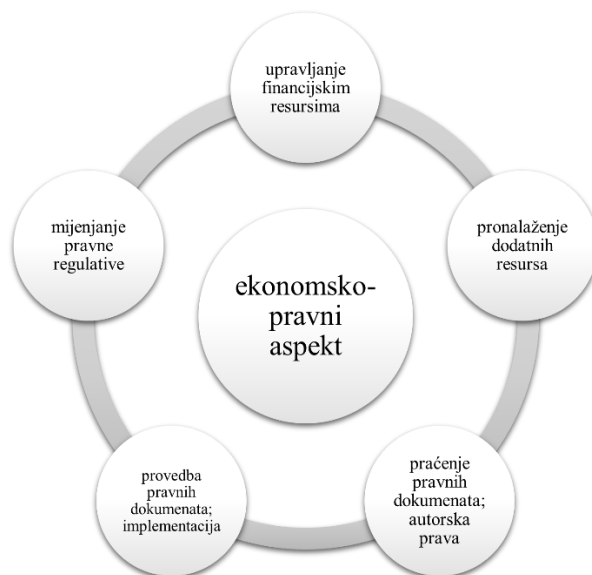 upravljanje
financijskim
resursima
mijenjanje
pravne
regulative
pronalaženje
dodatnih
resursa
ekonomsko-
pravni
aspekt
provedba
pravnih
dokumenata;
implementacija
praćenje
pravnih
dokumenata;
autorska
prava